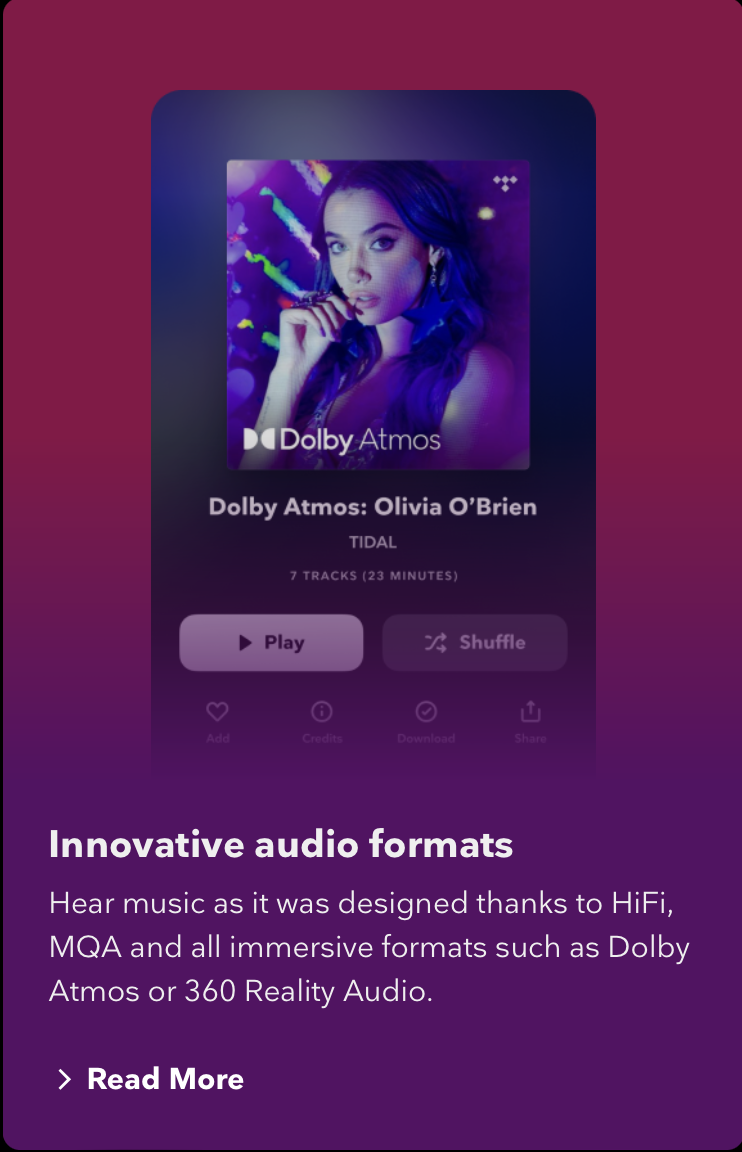 Dolby Atmos
Dolby Atmos: Olivia O’Brien
TIDAL
7 TRACKS (23 MINUTES)
Play
Shuffle
Add
Credits
Download
Share
Innovative audio formats
Hear music as it was designed thanks to HiFi,
MQA and all immersive formats such as Dolby
Atmos or 360 Reality Audio.
Read More